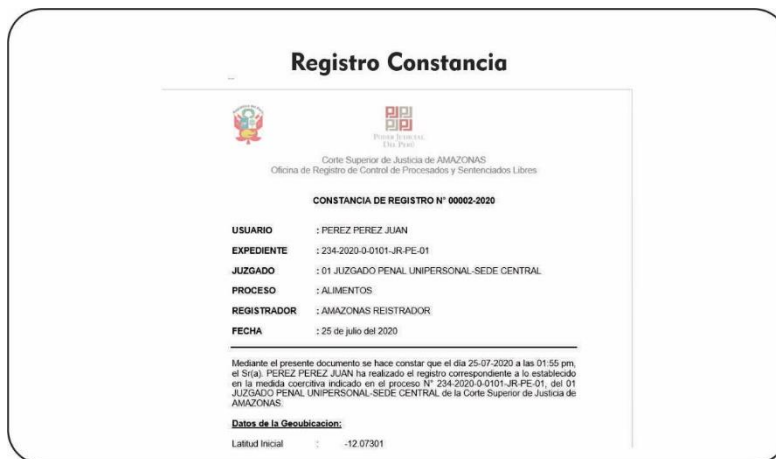 Registro Constancia
PODER JUDICIAL
DEL PERÚ
Corte Superior de Justicia de AMAZONAS
Oficina de Registro de Control de Procesados y Sentenciados Libres
CONSTANCIA DE REGISTRO N° 00002-2020
USUARIO : PEREZ PEREZ JUAN
EXPEDIENTE : 234-2020-0-0101-JR-PE-01
JUZGADO : 01 JUZGADO PENAL UNIPERSONAL-SEDE CENTRAL
PROCESO : ALIMENTOS
REGISTRADOR : AMAZONAS REISTRADOR
FECHA : 25 de julio del 2020
Mediante el presente documento se hace constar que el dia 25-07-2020 a las 01:55 pm,
el Sr(a). PEREZ PEREZ JUAN ha realizado el registro correspondiente a lo establecido
en la medida coercitiva indicado en el proceso N° 234-2020-0-0101-JR-PE-01, del 01
JUZGADO PENAL UNIPERSONAL-SEDE CENTRAL de la Corte Superior de Justicia de
AMAZONAS.
Datos de la Geoubicacion:
Latitud Inicial : -12.07301